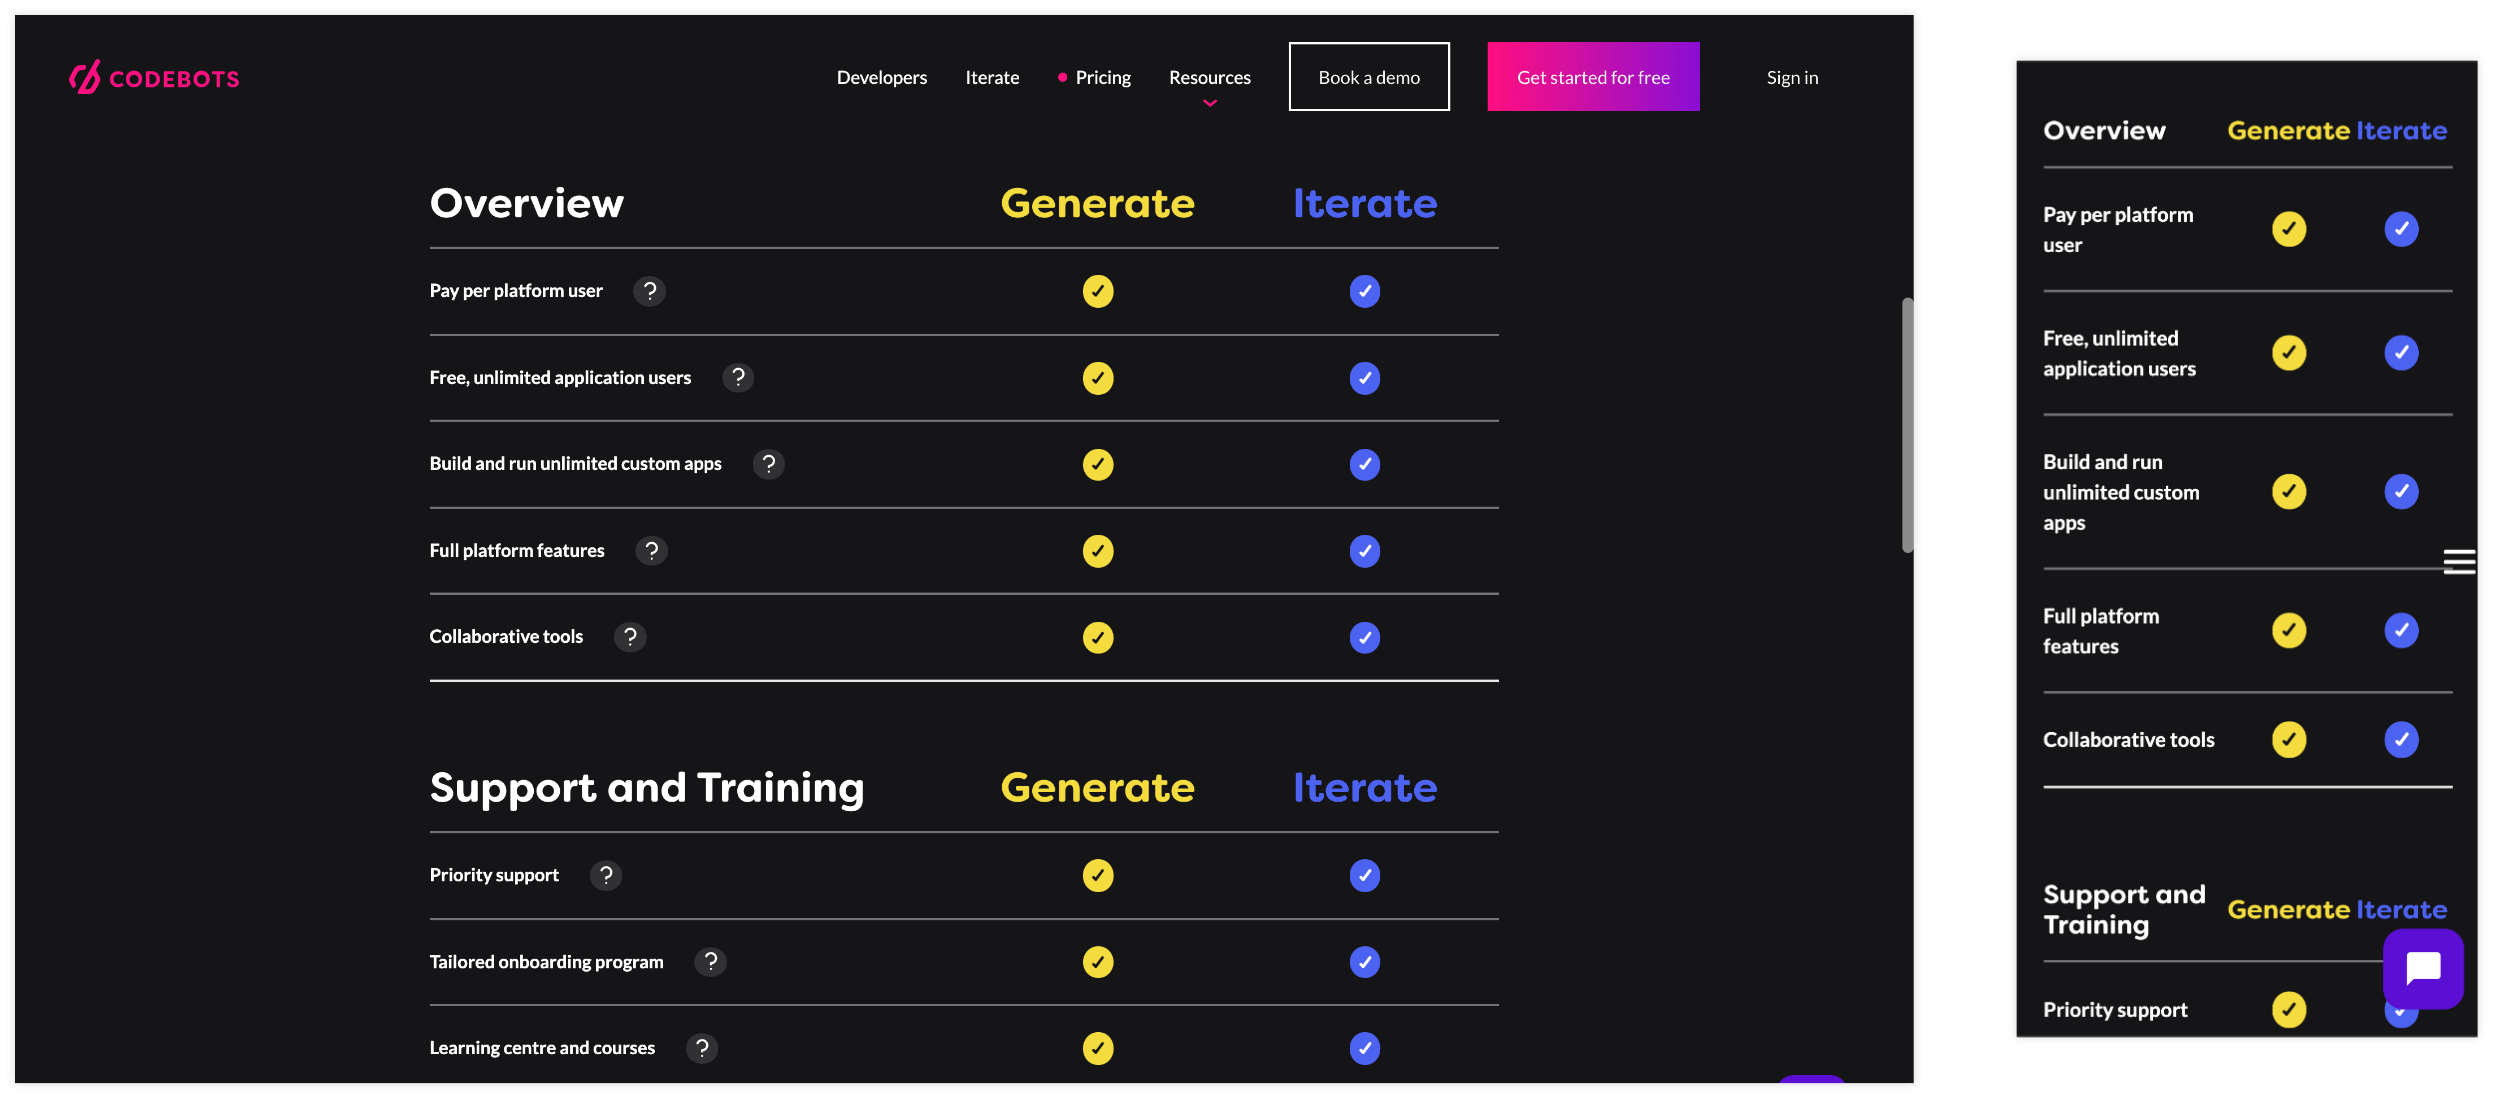 CODEBOTS
Developers Iterate Pricing Resources Book a demo Get started for free Sign in
Overview Generate Iterate
Pay per platform user ?
Free, unlimited application users ?
Build and run unlimited custom apps ?
Full platform features ?
Collaborative tools ?
Support and Training Generate Iterate
Priority support ?
Tailored onboarding program ?
Learning centre and courses ?
Overview Generate Iterate
Pay per platform
user
Free, unlimited
application users
Build and run
unlimited custom
apps
Full platform
features
Collaborative tools
Support and
Training
Generate Iterate
Priority support